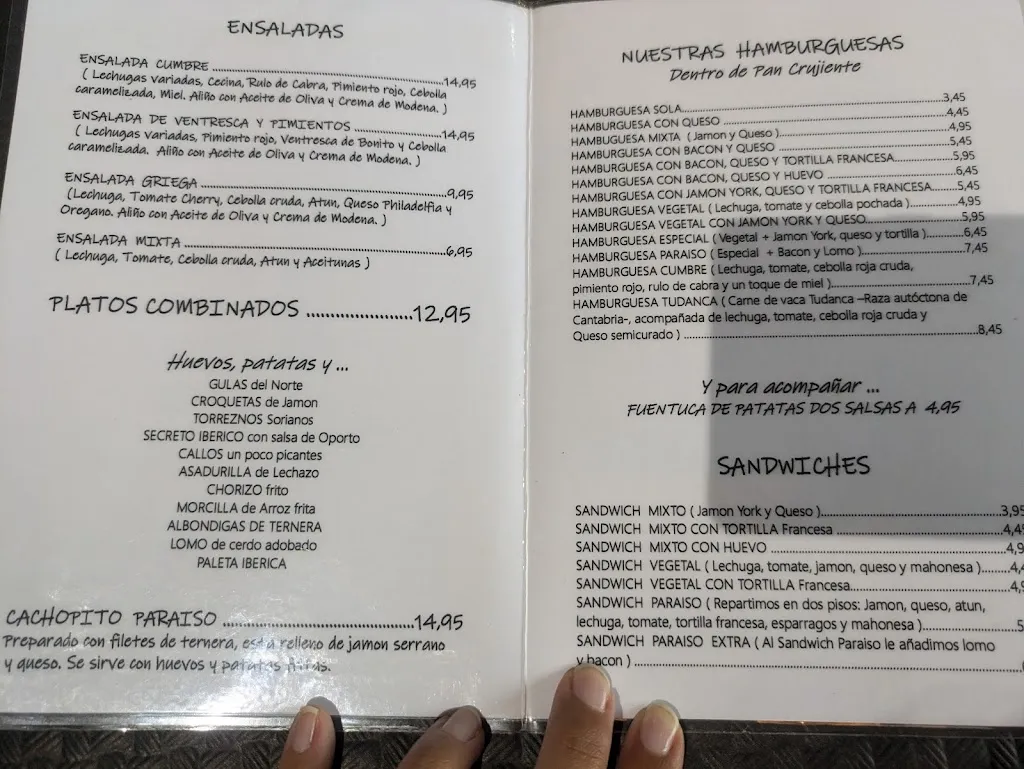 ENSALADAS
ENSALADA CUMBRE ........14,95
( Lechugas variadas, Cecina, Rulo de Cabra, Pimiento rojo, Cebolla
caramelizada, Miel. Aliño con Aceite de Oliva y Crema de Modena. )
ENSALADA DE VENTRESCA Y PIMIENTOS ........14,95
( Lechugas variadas, Pimiento rojo, Ventresca de Bonito y Cebolla
caramelizada. Aliño con Aceite de Oliva y Crema de Modena. )
ENSALADA GRIEGA ........9,95
(Lechuga, Tomate Cherry, Cebolla cruda, Atun, Queso Philadelfia y
Oregano. Aliño con Aceite de Oliva y Crema de Modena. )
ENSALADA MIXTA ........6,95
( Lechuga, Tomate, Cebolla cruda, Atun y Aceitunas )
PLATOS COMBINADOS ........12,95
Huevos, patatas y ...
GULAS del Norte
CROQUETAS de Jamon
TORREZNOS Sorianos
SECRETO IBERICO con salsa de Oporto
CALLOS un poco picantes
ASADURILLA de Lechazo
CHORIZO frito
MORCILLA de Arroz frita
ALBONDIGAS DE TERNERA
LOMO de cerdo adobado
PALETA IBERICA
CACHOPITO PARAISO ........14,95
Preparado con filetes de ternera, esta relleno de jamon serrano
y queso. Se sirve con huevos y patatas fritas.
NUESTRAS HAMBURGUESAS
Dentro de Pan Crujiente
HAMBURGUESA SOLA........3,45
HAMBURGUESA CON QUESO ........4,45
HAMBUGUESA MIXTA ( Jamon y Queso )........4,95
HAMBURGUESA CON BACON Y QUESO ........5,45
HAMBURGUESA CON BACON, QUESO Y TORTILLA FRANCESA........5,95
HAMBURGUESA CON BACON, QUESO Y HUEVO ........6,45
HAMBURGUESA CON JAMON YORK, QUESO Y TORTILLA FRANCESA........5,45
HAMBURGUESA VEGETAL ( Lechuga, tomate y cebolla pochada )........4,95
HAMBURGUESA VEGETAL CON JAMON YORK Y QUESO........5,95
HAMBURGUESA ESPECIAL ( Vegetal + Jamon York, queso y tortilla )........6,45
HAMBURGUESA PARAISO ( Especial + Bacon y Lomo )........7,45
HAMBURGUESA CUMBRE ( Lechuga, tomate, cebolla roja cruda,
pimiento rojo, rulo de cabra y un toque de miel )........7,45
HAMBURGUESA TUDANCA ( Carne de vaca Tudanca –Raza autóctona de
Cantabria-, acompañada de lechuga, tomate, cebolla roja cruda y
Queso semicurado ) ........8,45
Y para acompañar ...
FUENTUCA DE PATATAS DOS SALSAS A 4,95
SANDWICHES
SANDWICH MIXTO ( Jamon York y Queso )........3,95
SANDWICH MIXTO CON TORTILLA Francesa ........4,4
SANDWICH MIXTO CON HUEVO ........4,9
SANDWICH VEGETAL ( Lechuga, tomate, jamon, queso y mahonesa )........4,4
SANDWICH VEGETAL CON TORTILLA Francesa........4,9
SANDWICH PARAISO ( Repartimos en dos pisos: Jamon, queso, atun,
lechuga, tomate, tortilla francesa, esparragos y mahonesa )........5
SANDWICH PARAISO EXTRA ( Al Sandwich Paraiso le añadimos lomo
y bacon ) ........